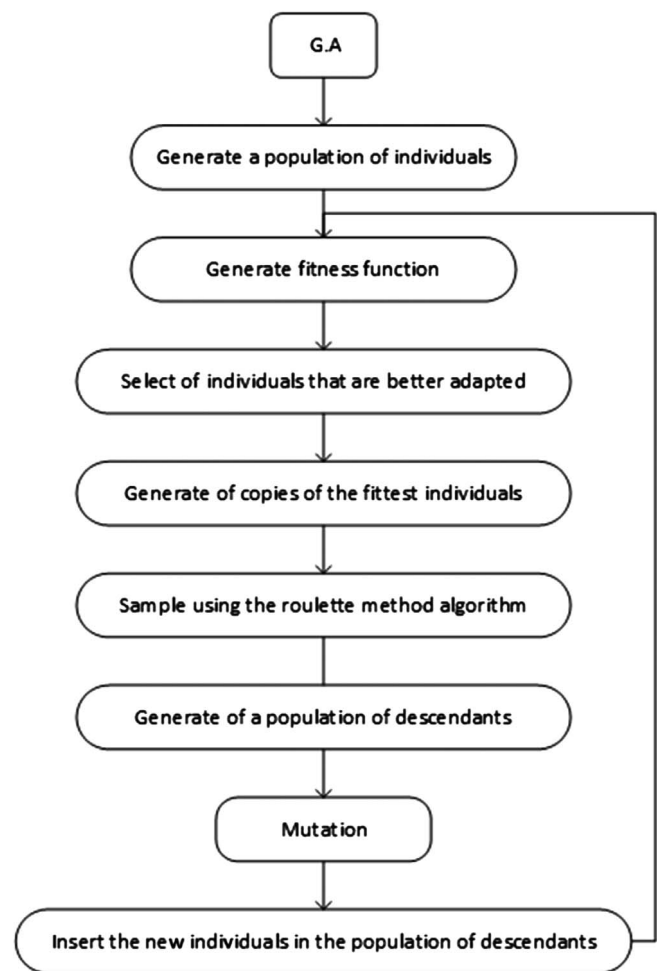 G.A
Generate a population of individuals
Generate fitness function
Select of individuals that are better adapted
Generate of copies of the fittest individuals
Sample using the roulette method algorithm
Generate of a population of descendants
Mutation
Insert the new individuals in the population of descendants